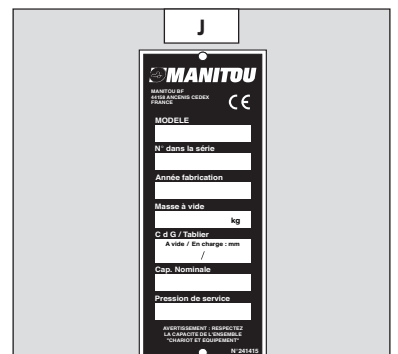 J
MANITOU
MANITOU BF
44158 ANCENIS CEDEX
FRANCE
CE
MODELE
N° dans la série
Année fabrication
Masse à vide
kg
C d G / Tablier
A vide / En charge : mm
/
Cap. Nominale
Pression de service
AVERTISSEMENT : RESPECTEZ
LA CAPACITE DE L'ENSEMBLE
"CHARIOT ET EQUIPEMENT"
N°241415